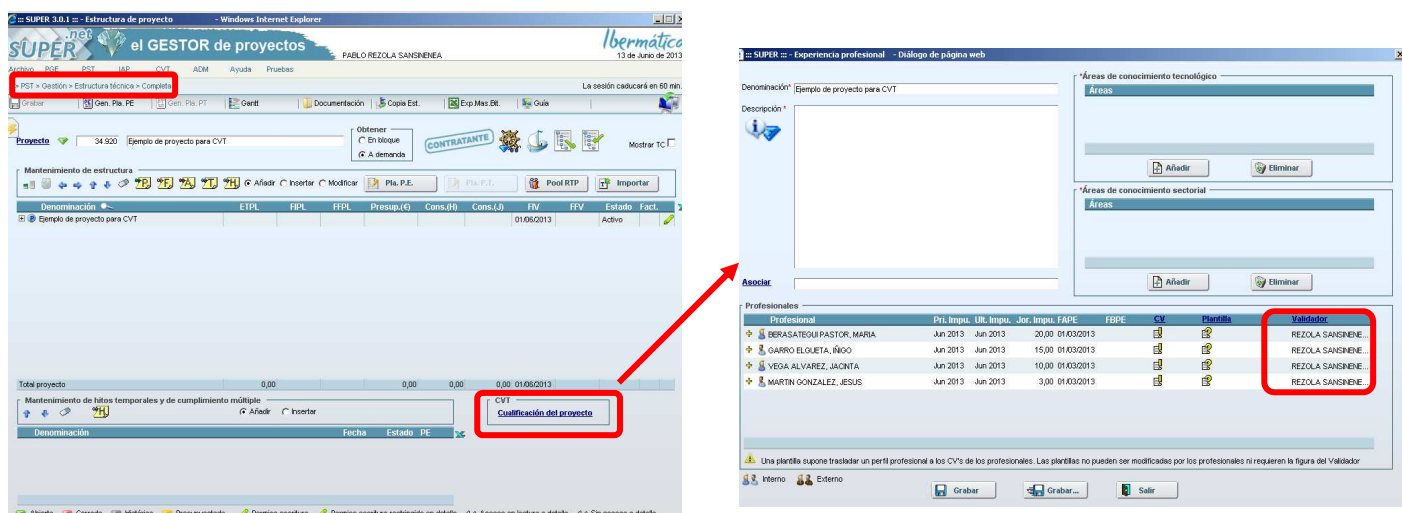 ::: SUPER 3.0.1 ::: - Estructura de proyecto - Windows Internet Explorer
SUPER .net el GESTOR de proyectos
PABLO REZOLA SANSINENEA
Ibermática
13 de Junio de 2013
Archivo PGE PST IAP CVT ADM Ayuda Pruebas
> PST > Gestión > Estructura técnica > Completa
La sesión caducará en 60 min.
Grabar Gen. Pla. PE Gen. Pla. PT Gantt Documentación Copia Est. Exp.Mas.Bit. Guía
Proyecto 34.920 Ejemplo de proyecto para CVT
Obtener
En bloque
A demanda
CONTRATANTE
Mostrar TC
Mantenimiento de estructura
P F A T H Añadir Insertar Modificar Pla. P.E. Pla. P.T. Pool RTP Importar
Denominación ETPL FIPL FFPL Presup.(€) Cons.(H) Cons.(J) FIV FFV Estado Fact.
Ejemplo de proyecto para CVT 01/06/2013 Activo
Total proyecto 0,00 0,00 0,00 0,00 01/06/2013
Mantenimiento de hitos temporales y de cumplimiento múltiple
H Añadir Insertar
CVT
Cualificación del proyecto
Denominación Fecha Estado PE
::: SUPER ::: - Experiencia profesional - Diálogo de página web
Denominación* Ejemplo de proyecto para CVT
Descripción *
*Áreas de conocimiento tecnológico
Áreas
Añadir Eliminar
*Áreas de conocimiento sectorial
Áreas
Añadir Eliminar
Asociar
Profesionales
Profesional Pri. Impu. Ult. Impu. Jor. Impu. FAPE FBPE CV Plantilla Validador
BERASATEGUI PASTOR, MARIA Jun 2013 Jun 2013 20,00 01/03/2013 REZOLA SANSINENE...
GARRO ELGUETA, IÑIGO Jun 2013 Jun 2013 15,00 01/03/2013 REZOLA SANSINENE...
VEGA ALVAREZ, JACINTA Jun 2013 Jun 2013 10,00 01/03/2013 REZOLA SANSINENE...
MARTIN GONZALEZ, JESUS Jun 2013 Jun 2013 3,00 01/03/2013 REZOLA SANSINENE...
Una plantilla supone trasladar un perfil profesional a los CV's de los profesionales. Las plantillas no pueden ser modificadas por los profesionales ni requieren la figura del Validador
Interno Externo
Grabar Grabar... Salir